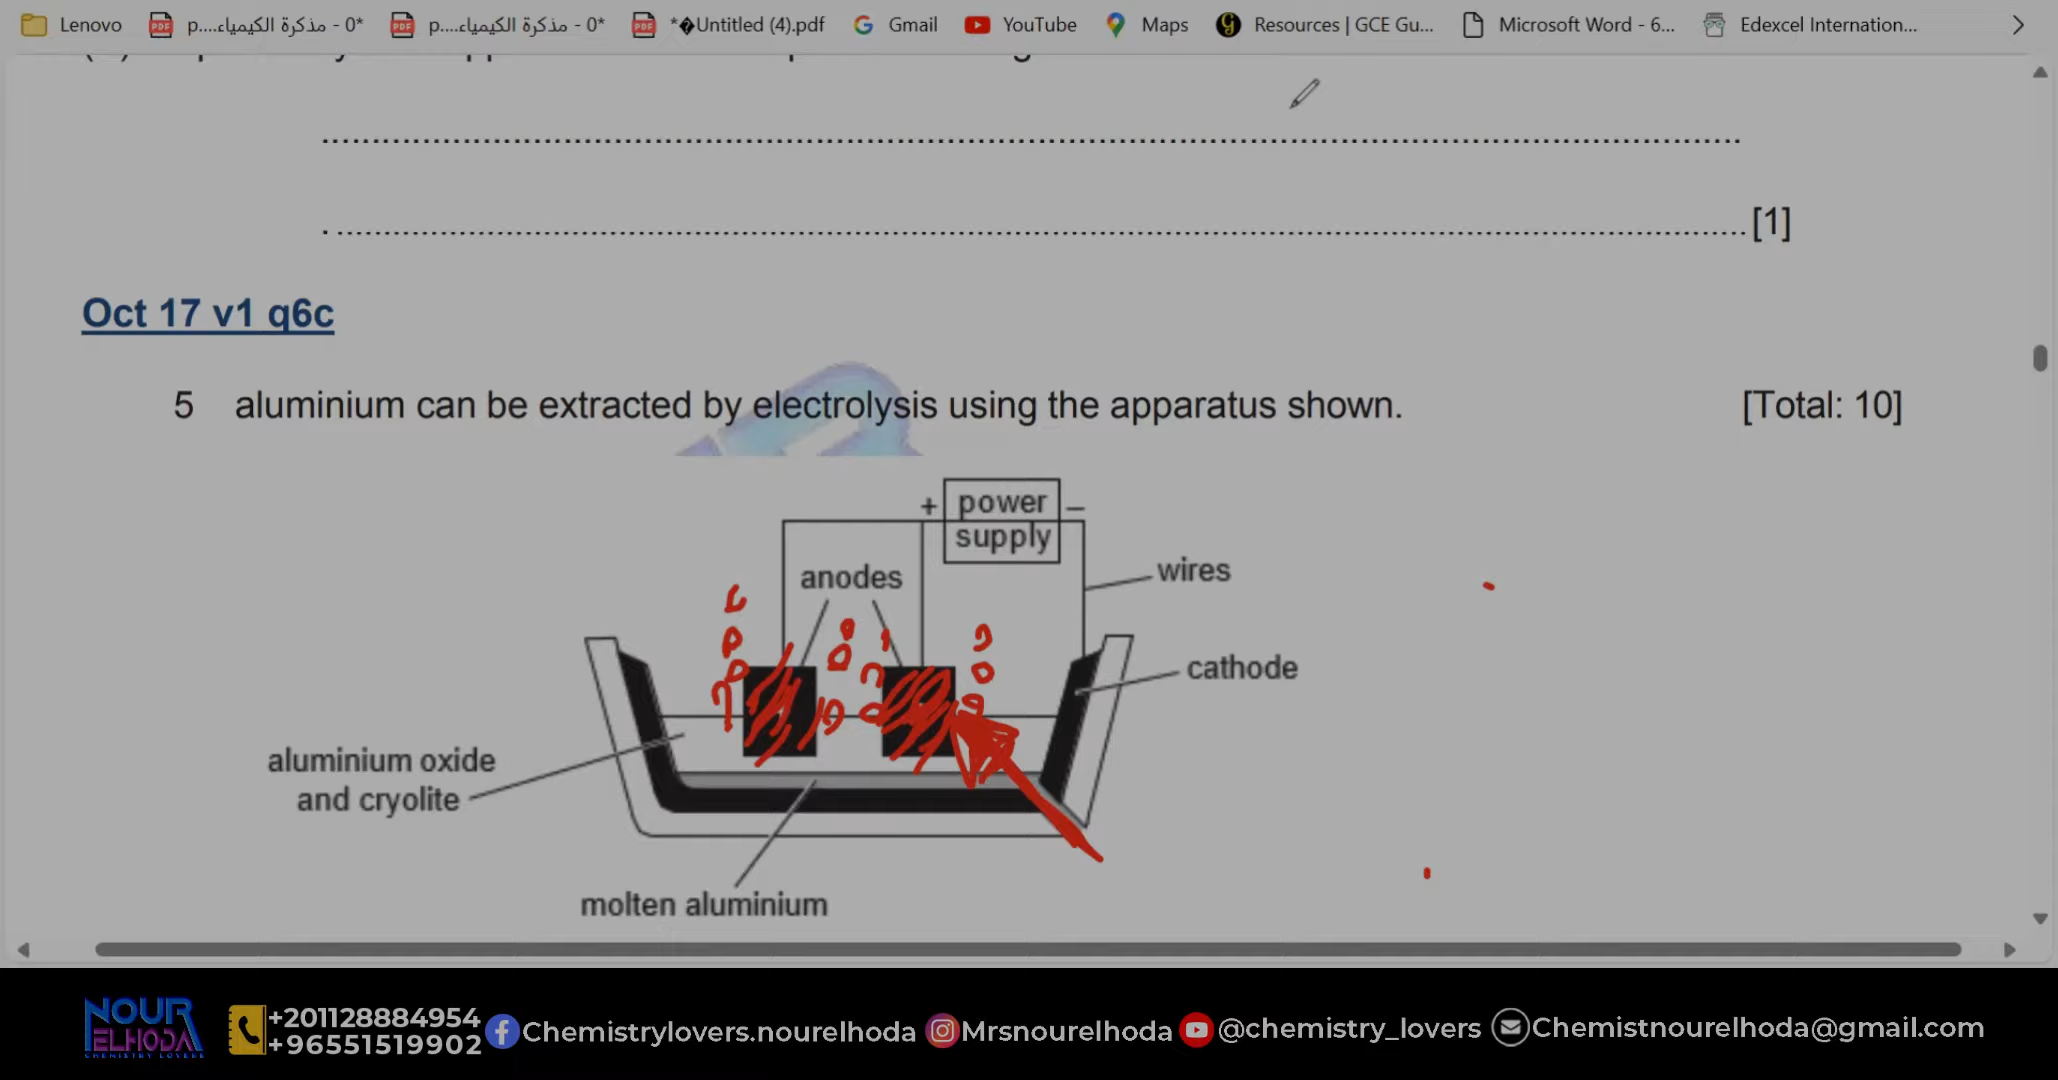 Lenovo
p....مذكرة الكيمياء - 0*
p....مذكرة الكيمياء - 0*
*�Untitled (4).pdf
Gmail
YouTube
Maps
Resources | GCE Gu...
Microsoft Word - 6...
Edexcel Internation...
[1]
Oct 17 v1 q6c
5 aluminium can be extracted by electrolysis using the apparatus shown. [Total: 10]
+ power supply –
anodes
wires
cathode
aluminium oxide
and cryolite
molten aluminium
NOUR
ELHODA
CHEMISTRY LOVERS
+201128884954
+96551519902
Chemistrylovers.nourelhoda
Mrsnourelhoda
@chemistry_lovers
Chemistnourelhoda@gmail.com